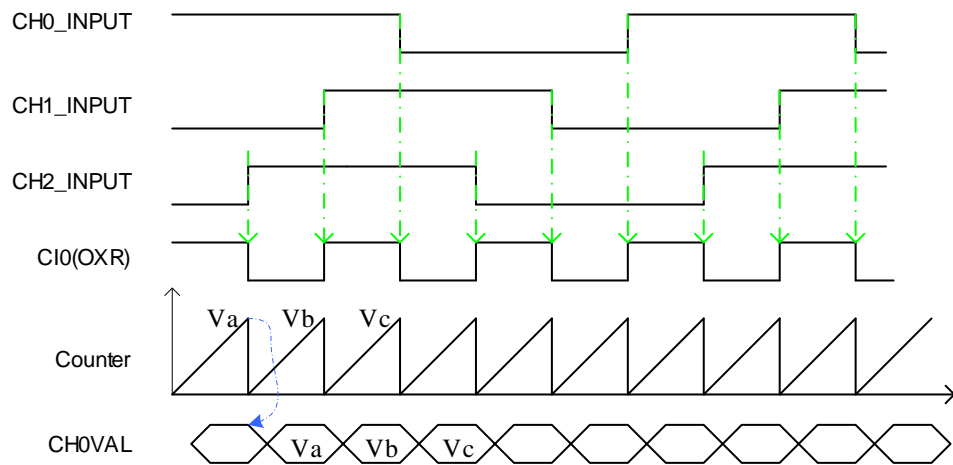 CH0_INPUT
CH1_INPUT
CH2_INPUT
CI0(OXR)
Va Vb Vc
Counter
CH0VAL
Va Vb Vc